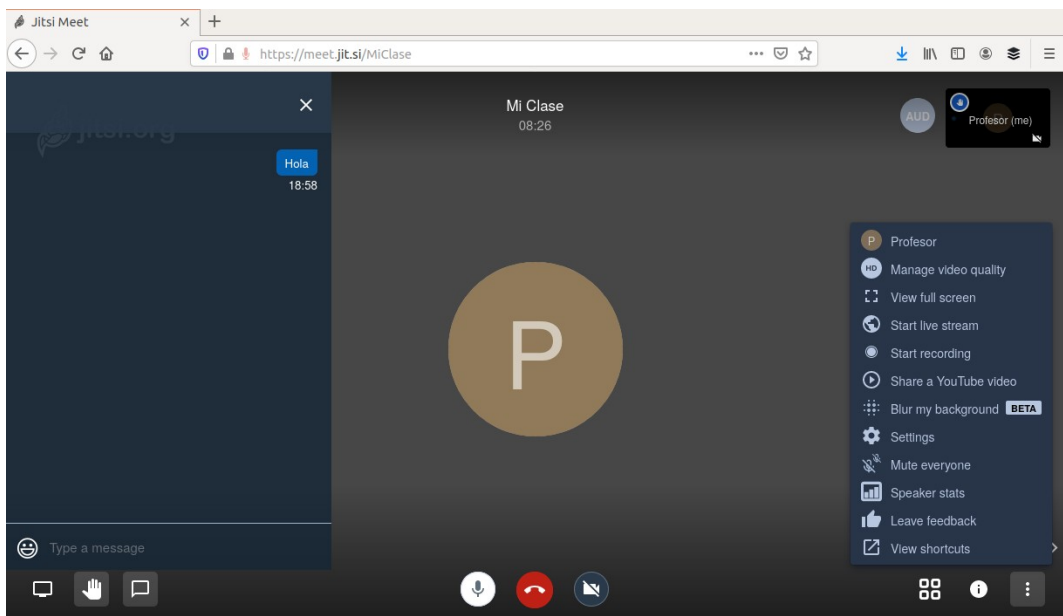 Jitsi Meet
https://meet.jit.si/MiClase
jitsi.org
Mi Clase
08:26
AUD
Profesor (me)
Hola
18:58
P
P Profesor
HD Manage video quality
View full screen
Start live stream
Start recording
Share a YouTube video
Blur my background BETA
Settings
Mute everyone
Speaker stats
Leave feedback
View shortcuts
Type a message